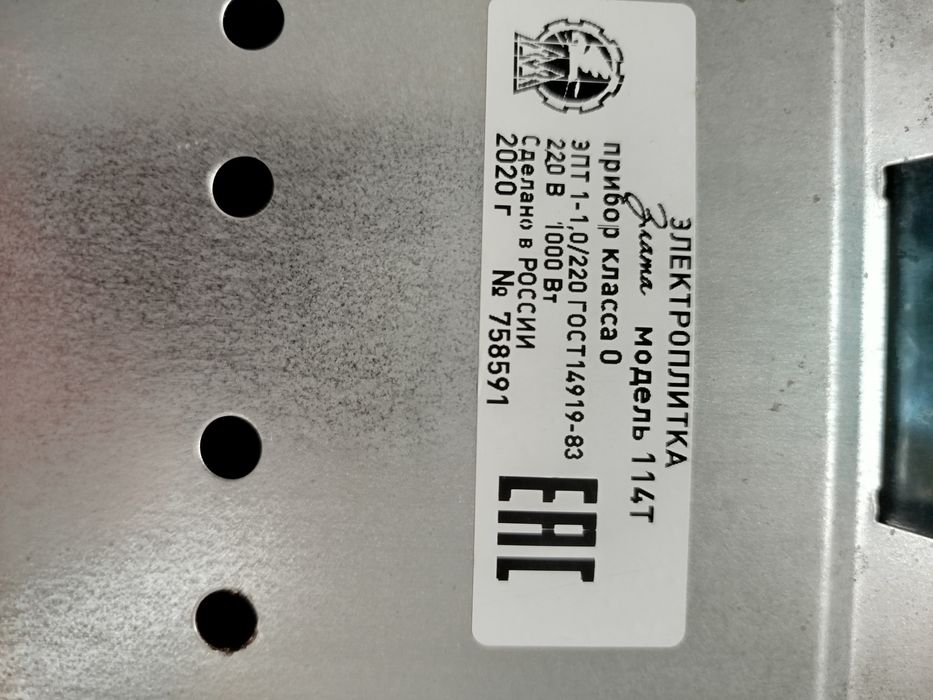 ЭЛЕКТРОПЛИТКА
Злата модель 114Т
прибор класса 0
ЭПТ 1-1,0/220 ГОСТ14919-83
220 В 1000 Вт
Сделано в РОССИИ
2020 г № 758591
EAC